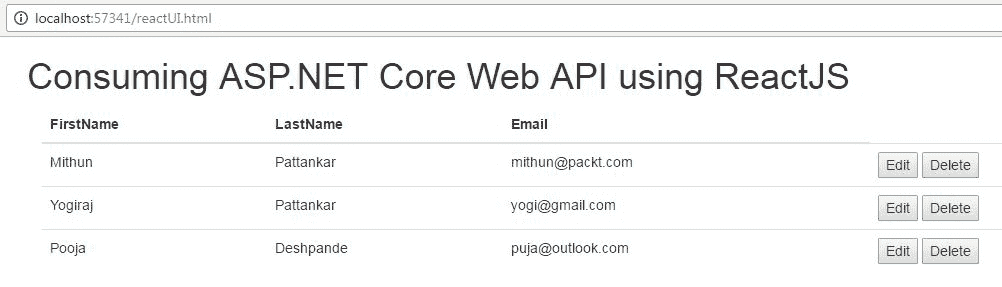 localhost:57341/reactUI.html
Consuming ASP.NET Core Web API using ReactJS
FirstName LastName Email
Mithun Pattankar mithun@packt.com Edit Delete
Yogiraj Pattankar yogi@gmail.com Edit Delete
Pooja Deshpande puja@outlook.com Edit Delete